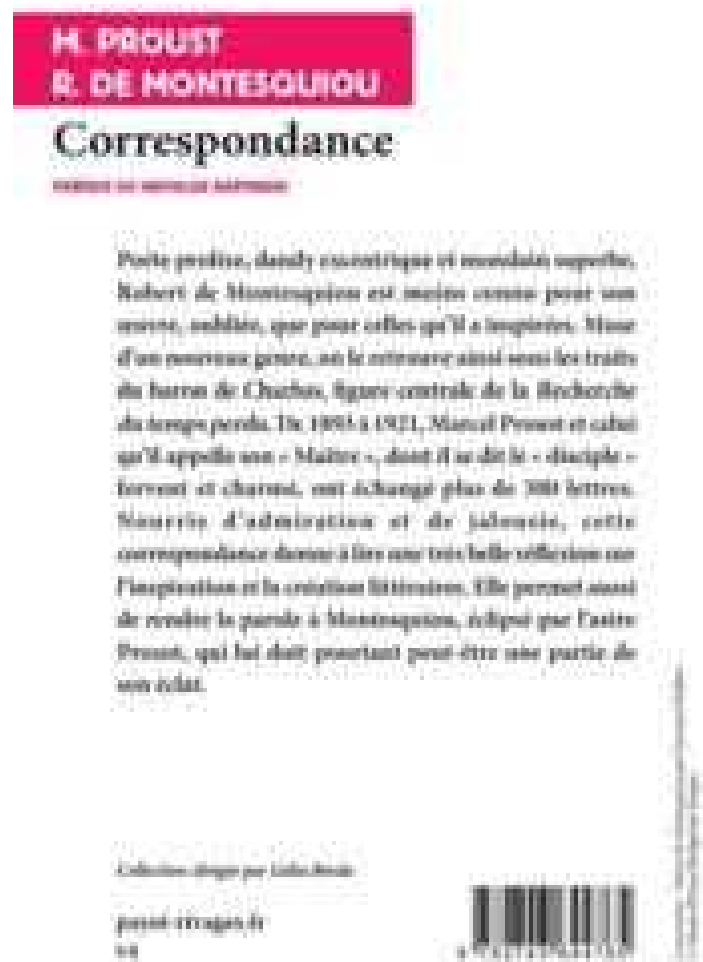 M. PROUST
R. DE MONTESQUIOU
Correspondance
Poète prolixe, dandy excentrique et mondain superbe,
Robert de Montesquiou est moins connu pour son
œuvre, oubliée, que pour celles qu'il a inspirées. Muse
d'un nouveau genre, on le retrouve ainsi sous les traits
du baron de Charlus, figure centrale de la Recherche
du temps perdu. De 1893 à 1921, Marcel Proust et celui
qu'il appelle son « Maître », dont il se dit le « disciple »
fervent et charmé, ont échangé plus de 300 lettres.
Nourrie d'admiration et de jalousie, cette
correspondance donne à lire une très belle réflexion sur
l'inspiration et la création littéraires. Elle permet aussi
de rendre la parole à Montesquiou, éclipsé par l'astre
Proust, qui lui doit pourtant peut-être une partie de
son éclat.
Collection dirigée par Lidia Breda
payot-rivages.fr